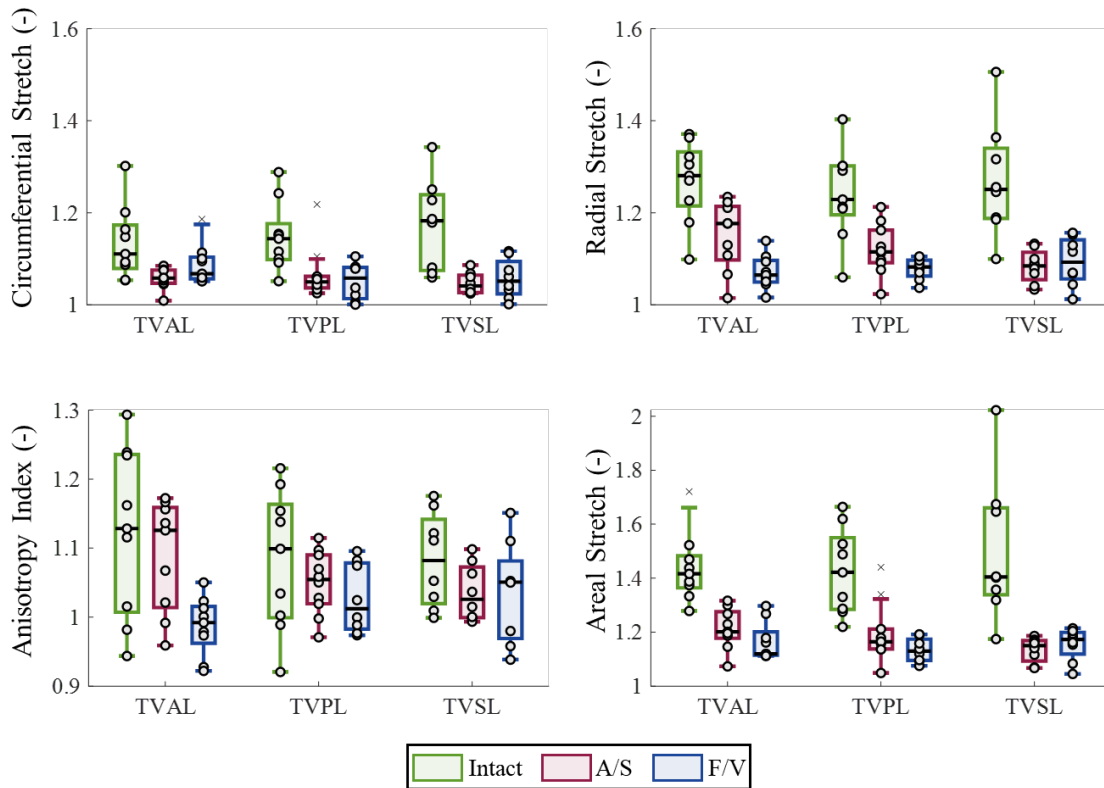 Circumferential Stretch (-)
1.6
1.4
1.2
1
TVAL TVPL TVSL
Radial Stretch (-)
1.6
1.4
1.2
1
TVAL TVPL TVSL
Anisotropy Index (-)
1.3
1.2
1.1
1
0.9
TVAL TVPL TVSL
Areal Stretch (-)
2
1.8
1.6
1.4
1.2
1
TVAL TVPL TVSL
Intact A/S F/V